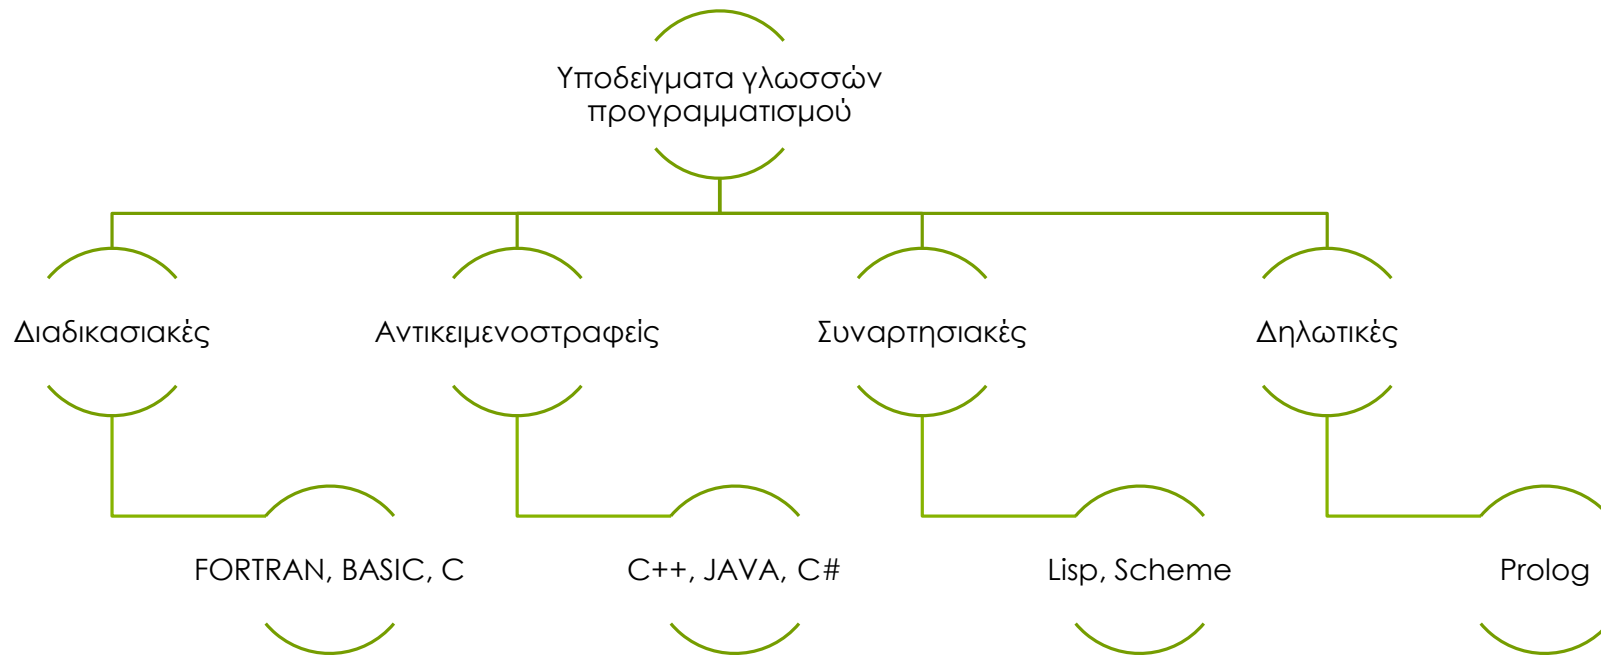 Υποδείγματα γλωσσών
προγραμματισμού
Διαδικασιακές
Αντικειμενοστραφείς
Συναρτησιακές
Δηλωτικές
FORTRAN, BASIC, C
C++, JAVA, C#
Lisp, Scheme
Prolog